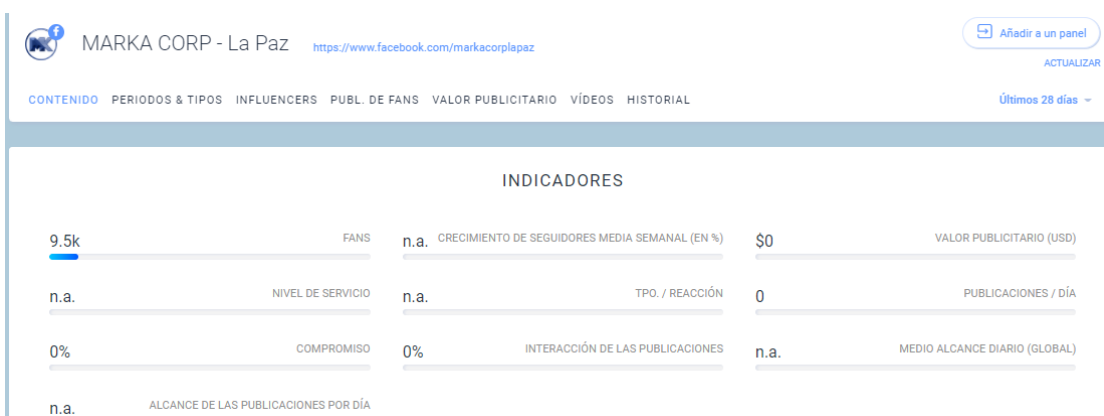 MARKA CORP - La Paz https://www.facebook.com/markacorplapaz
Añadir a un panel
ACTUALIZAR
CONTENIDO PERIODOS & TIPOS INFLUENCERS PUBL. DE FANS VALOR PUBLICITARIO VÍDEOS HISTORIAL Últimos 28 días
INDICADORES
9.5k FANS n.a. CRECIMIENTO DE SEGUIDORES MEDIA SEMANAL (EN %) $0 VALOR PUBLICITARIO (USD)
n.a. NIVEL DE SERVICIO n.a. TPO. / REACCIÓN 0 PUBLICACIONES / DÍA
0% COMPROMISO 0% INTERACCIÓN DE LAS PUBLICACIONES n.a. MEDIO ALCANCE DIARIO (GLOBAL)
n.a. ALCANCE DE LAS PUBLICACIONES POR DÍA